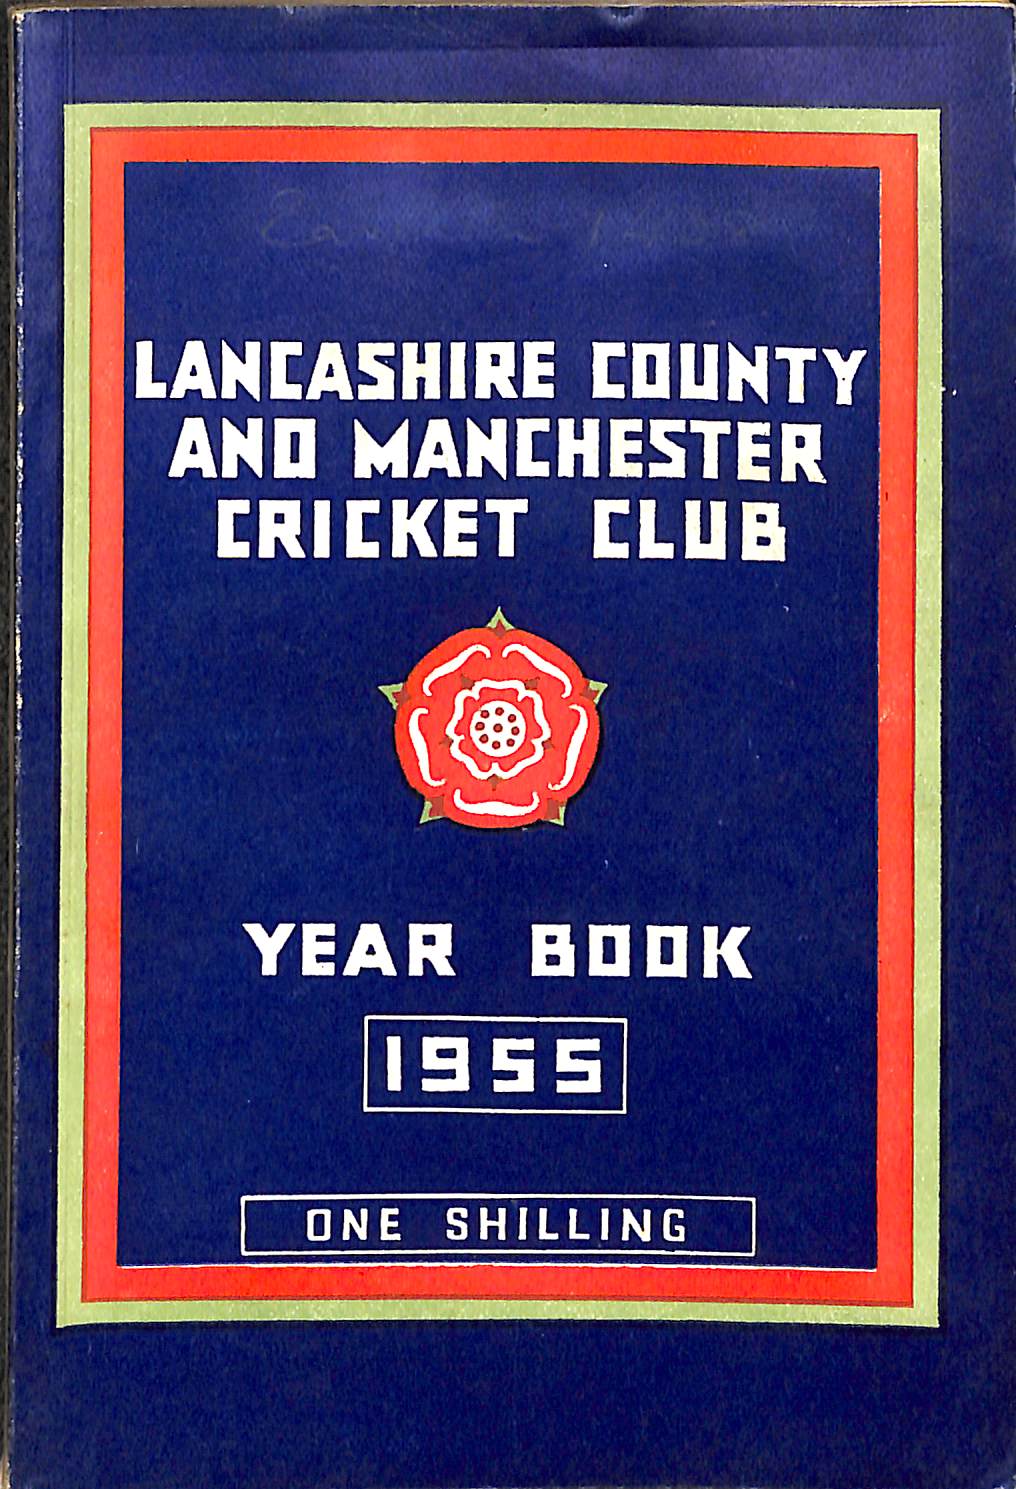 LANCASHIRE COUNTY
AND MANCHESTER
CRICKET CLUB
YEAR BOOK
1955
ONE SHILLING